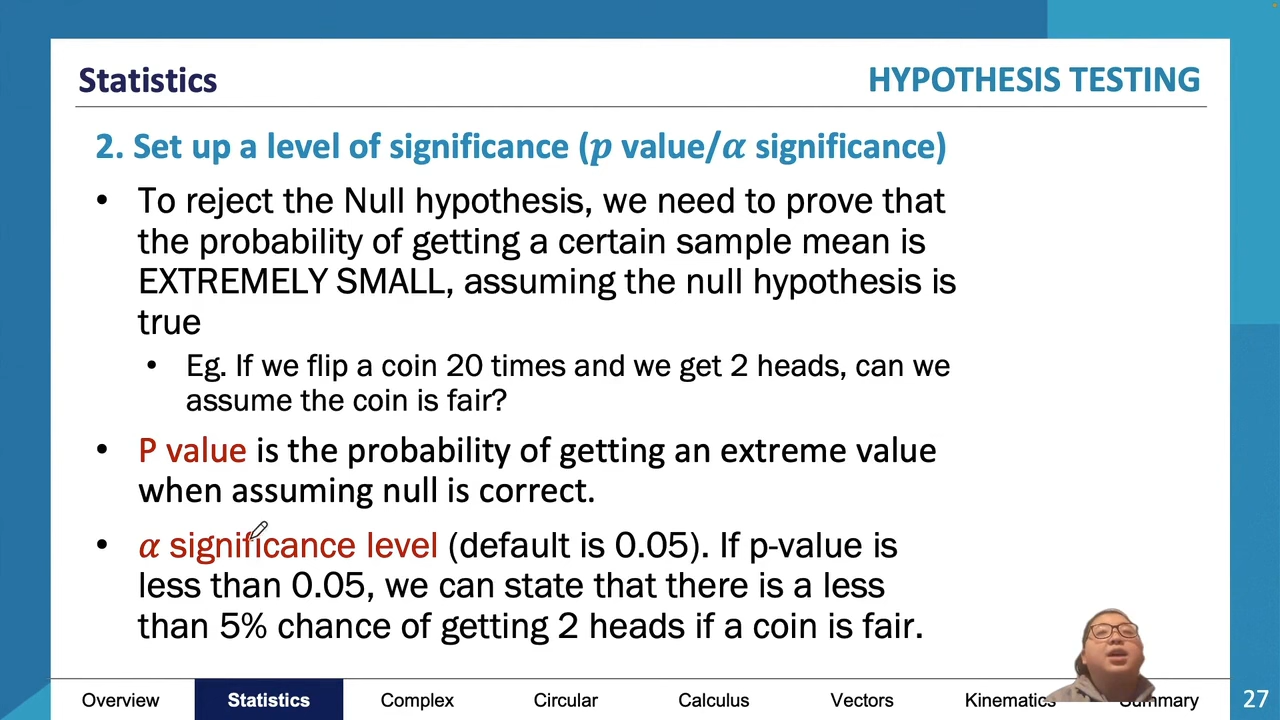 Statistics
HYPOTHESIS TESTING
2. Set up a level of significance (p value/α significance)
• To reject the Null hypothesis, we need to prove that
the probability of getting a certain sample mean is
EXTREMELY SMALL, assuming the null hypothesis is
true
• Eg. If we flip a coin 20 times and we get 2 heads, can we
assume the coin is fair?
• P value is the probability of getting an extreme value
when assuming null is correct.
• α significance level (default is 0.05). If p-value is
less than 0.05, we can state that there is a less
than 5% chance of getting 2 heads if a coin is fair.
Overview Statistics Complex Circular Calculus Vectors Kinematics Summary 27